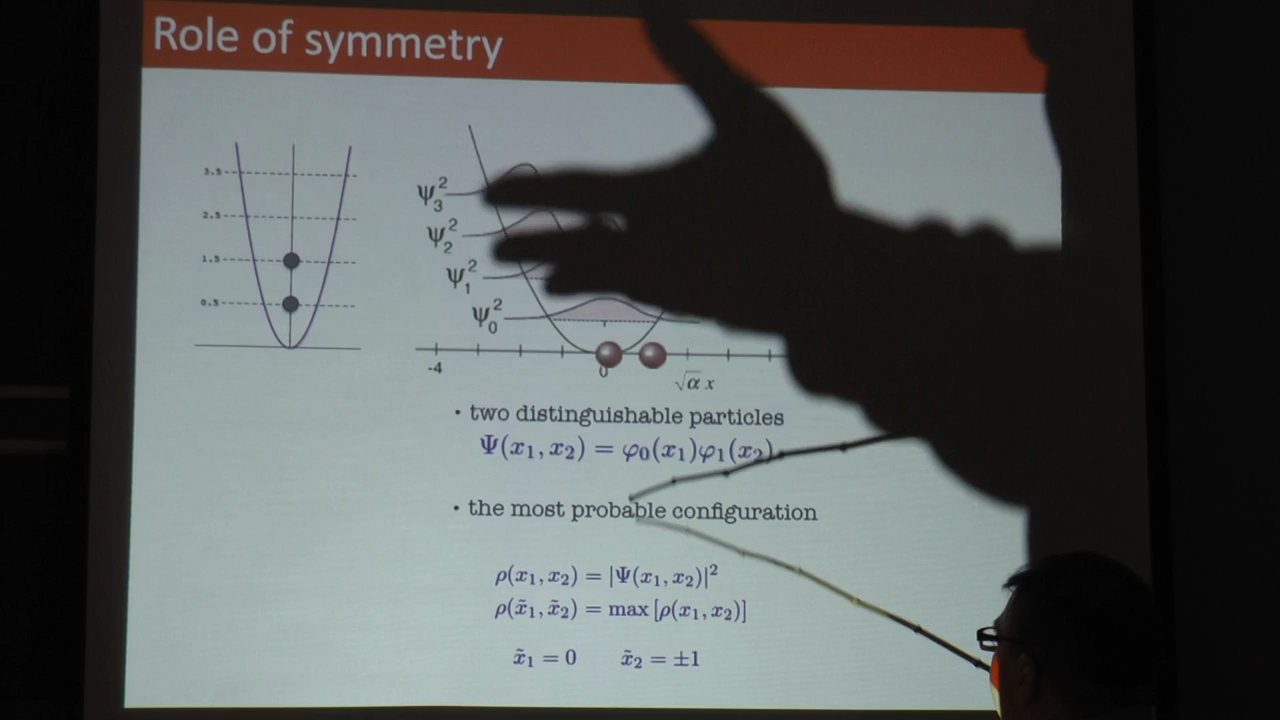 Role of symmetry
3.5
2.5
1.5
0.5
ψ₃²
ψ₂²
ψ₁²
ψ₀²
-4
0
√α x
• two distinguishable particles
Ψ(x₁, x₂) = φ₀(x₁)φ₁(x₂)
• the most probable configuration
ρ(x₁, x₂) = |Ψ(x₁, x₂)|²
ρ(x̃₁, x̃₂) = max [ρ(x₁, x₂)]
x̃₁ = 0 x̃₂ = ±1